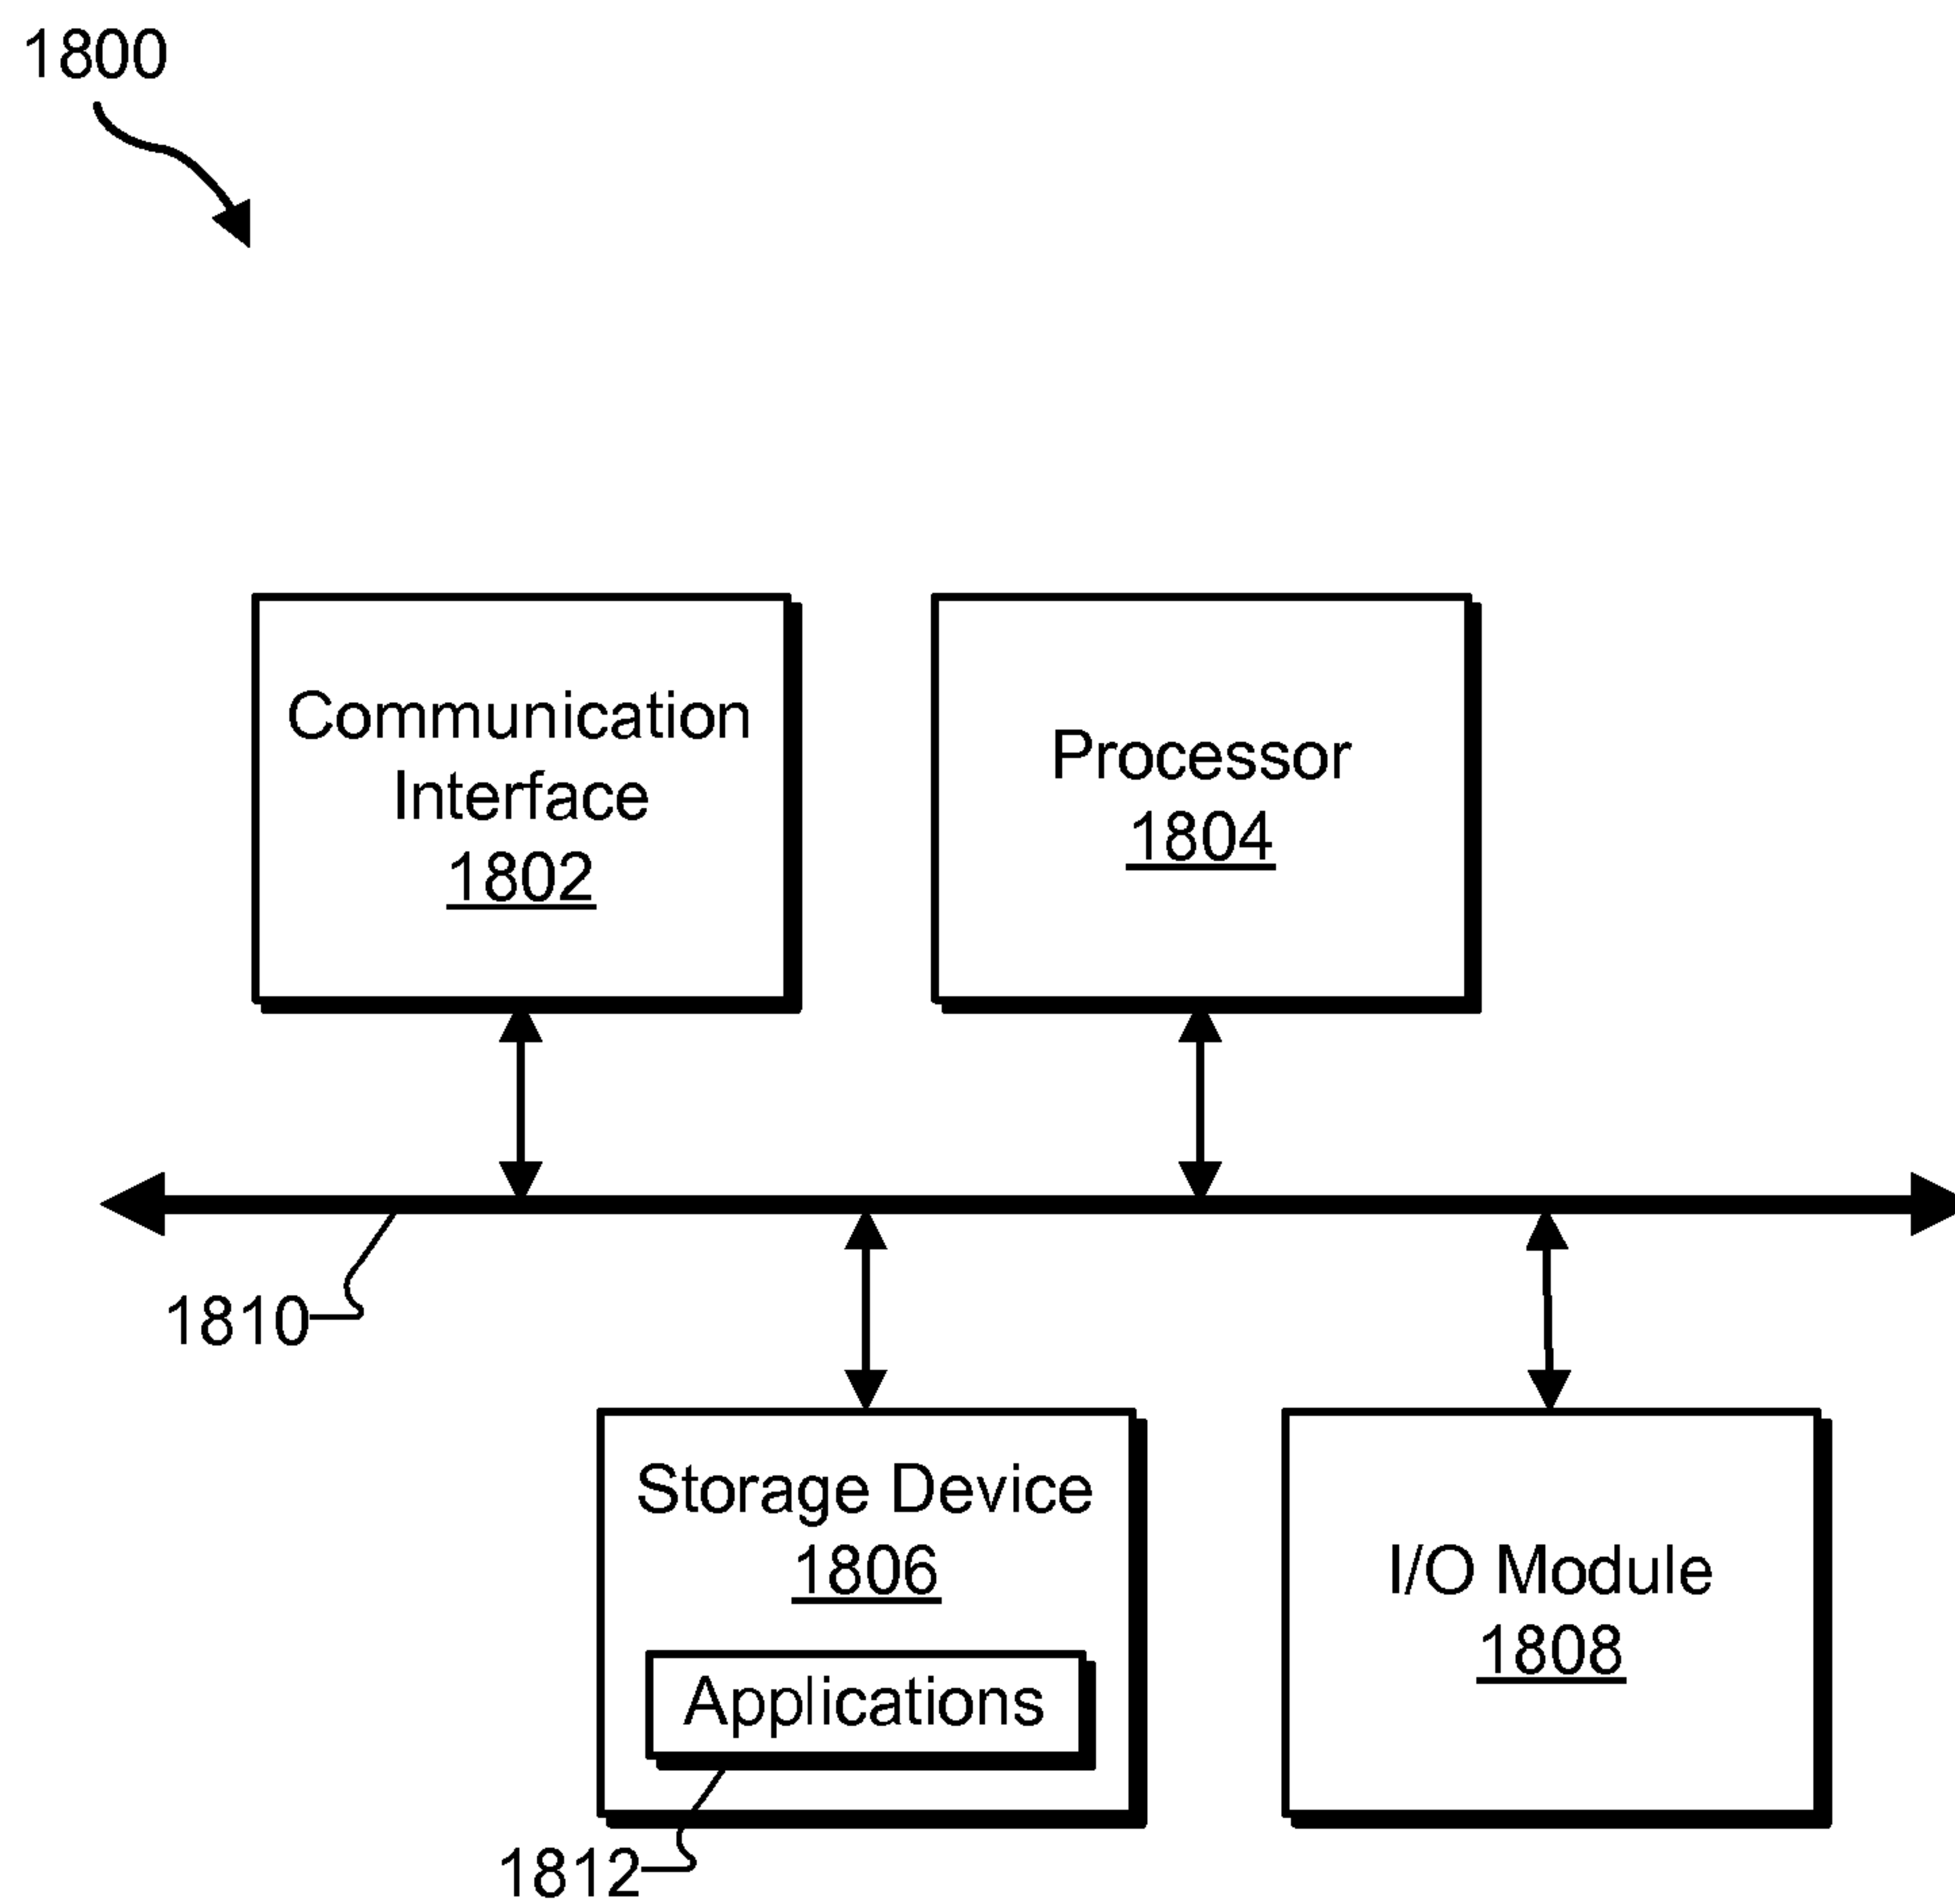 1800
Communication
Interface
1802
Processor
1804
1810
Storage Device
1806
Applications
1812
I/O Module
1808